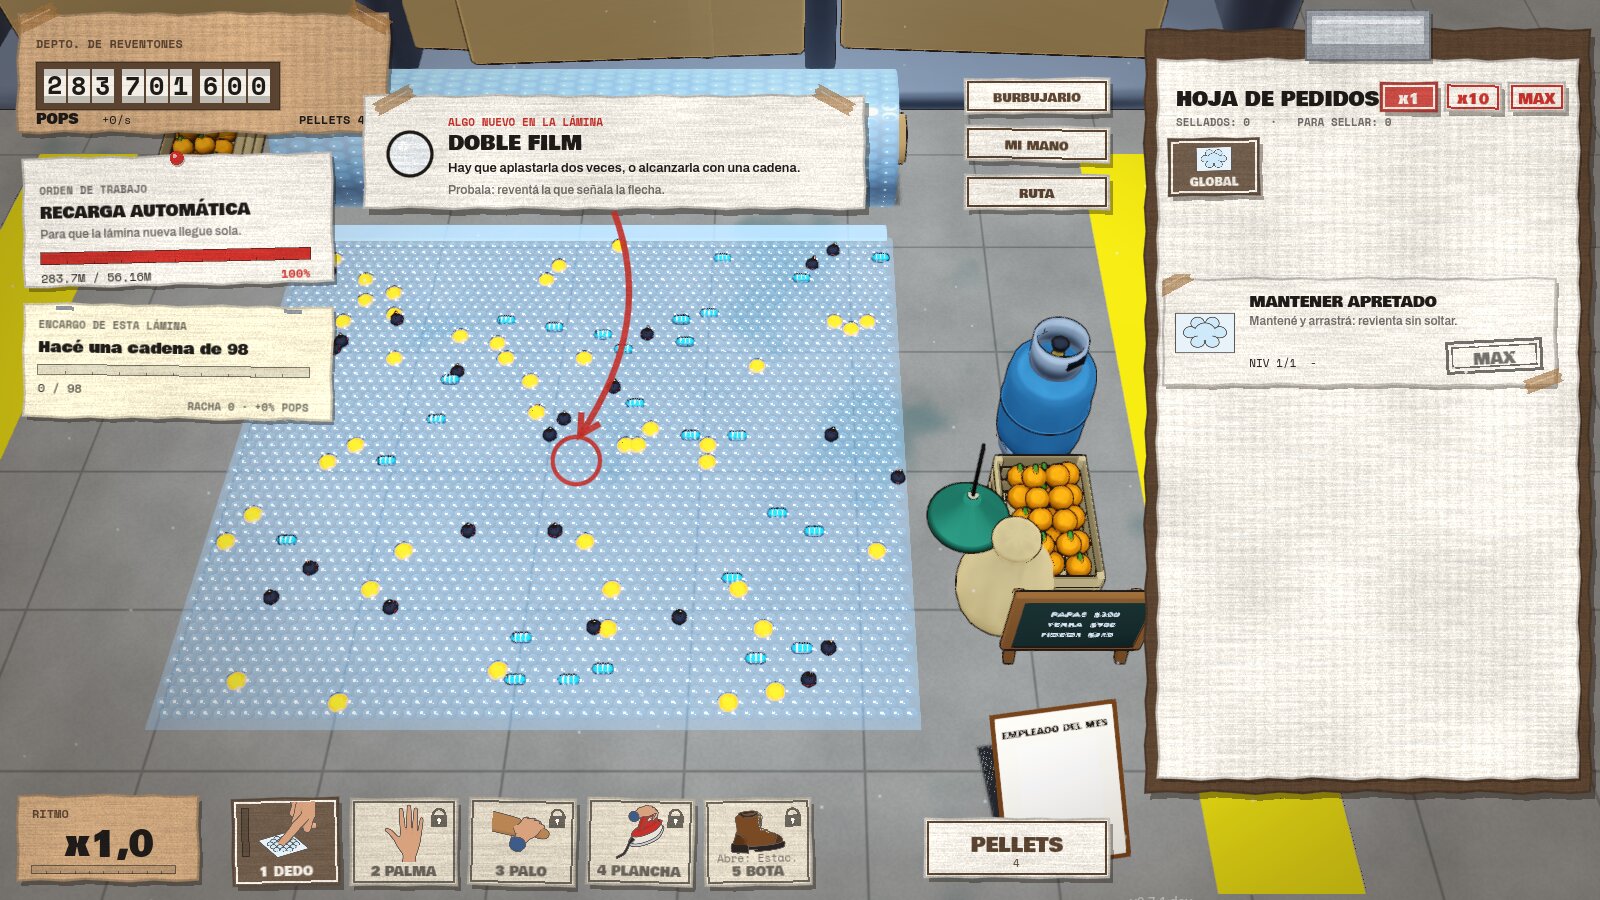 DEPTO. DE REVENTONES
283 701 600
POPS +0/s PELLETS 4
ORDEN DE TRABAJO
RECARGA AUTOMÁTICA
Para que la lámina nueva llegue sola.
283.7M / 56.16M 100%
ENCARGO DE ESTA LÁMINA
Hacé una cadena de 98
0 / 98
RACHA 0 · +0% POPS
ALGO NUEVO EN LA LÁMINA
DOBLE FILM
Hay que aplastarla dos veces, o alcanzarla con una cadena.
Probala: reventá la que señala la flecha.
BURBUJARIO
MI MANO
RUTA
HOJA DE PEDIDOS x1 x10 MAX
SELLADOS: 0 · PARA SELLAR: 0
GLOBAL
MANTENER APRETADO
Mantené y arrastrá: revienta sin soltar.
NIV 1/1 -
MAX
EMPLEADO DEL MES
RITMO
x1,0
1 DEDO
2 PALMA
3 PALO
4 PLANCHA
Abre: Estac.
5 BOTA
PELLETS
4